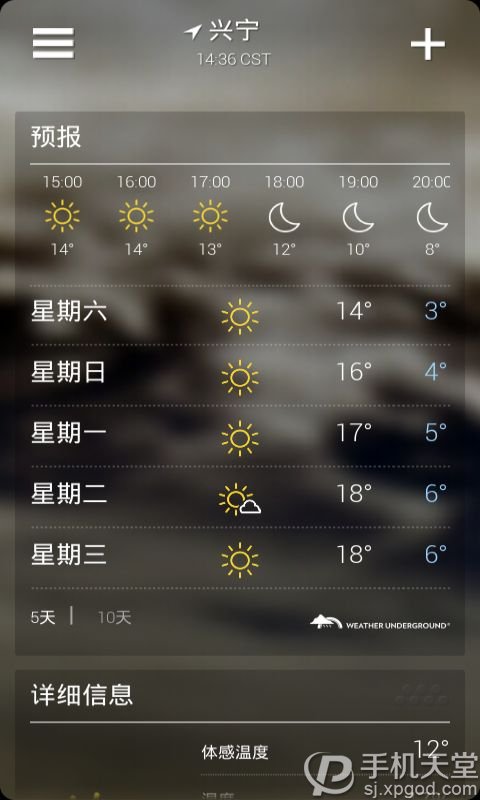 兴宁
14:36 CST
预报
15:00 16:00 17:00 18:00 19:00 20:00
14° 14° 13° 12° 10° 8°
星期六 14° 3°
星期日 16° 4°
星期一 17° 5°
星期二 18° 6°
星期三 18° 6°
5天 | 10天
WEATHER UNDERGROUND®
详细信息
体感温度 12°
湿度
手机天堂
sj.xpgod.com